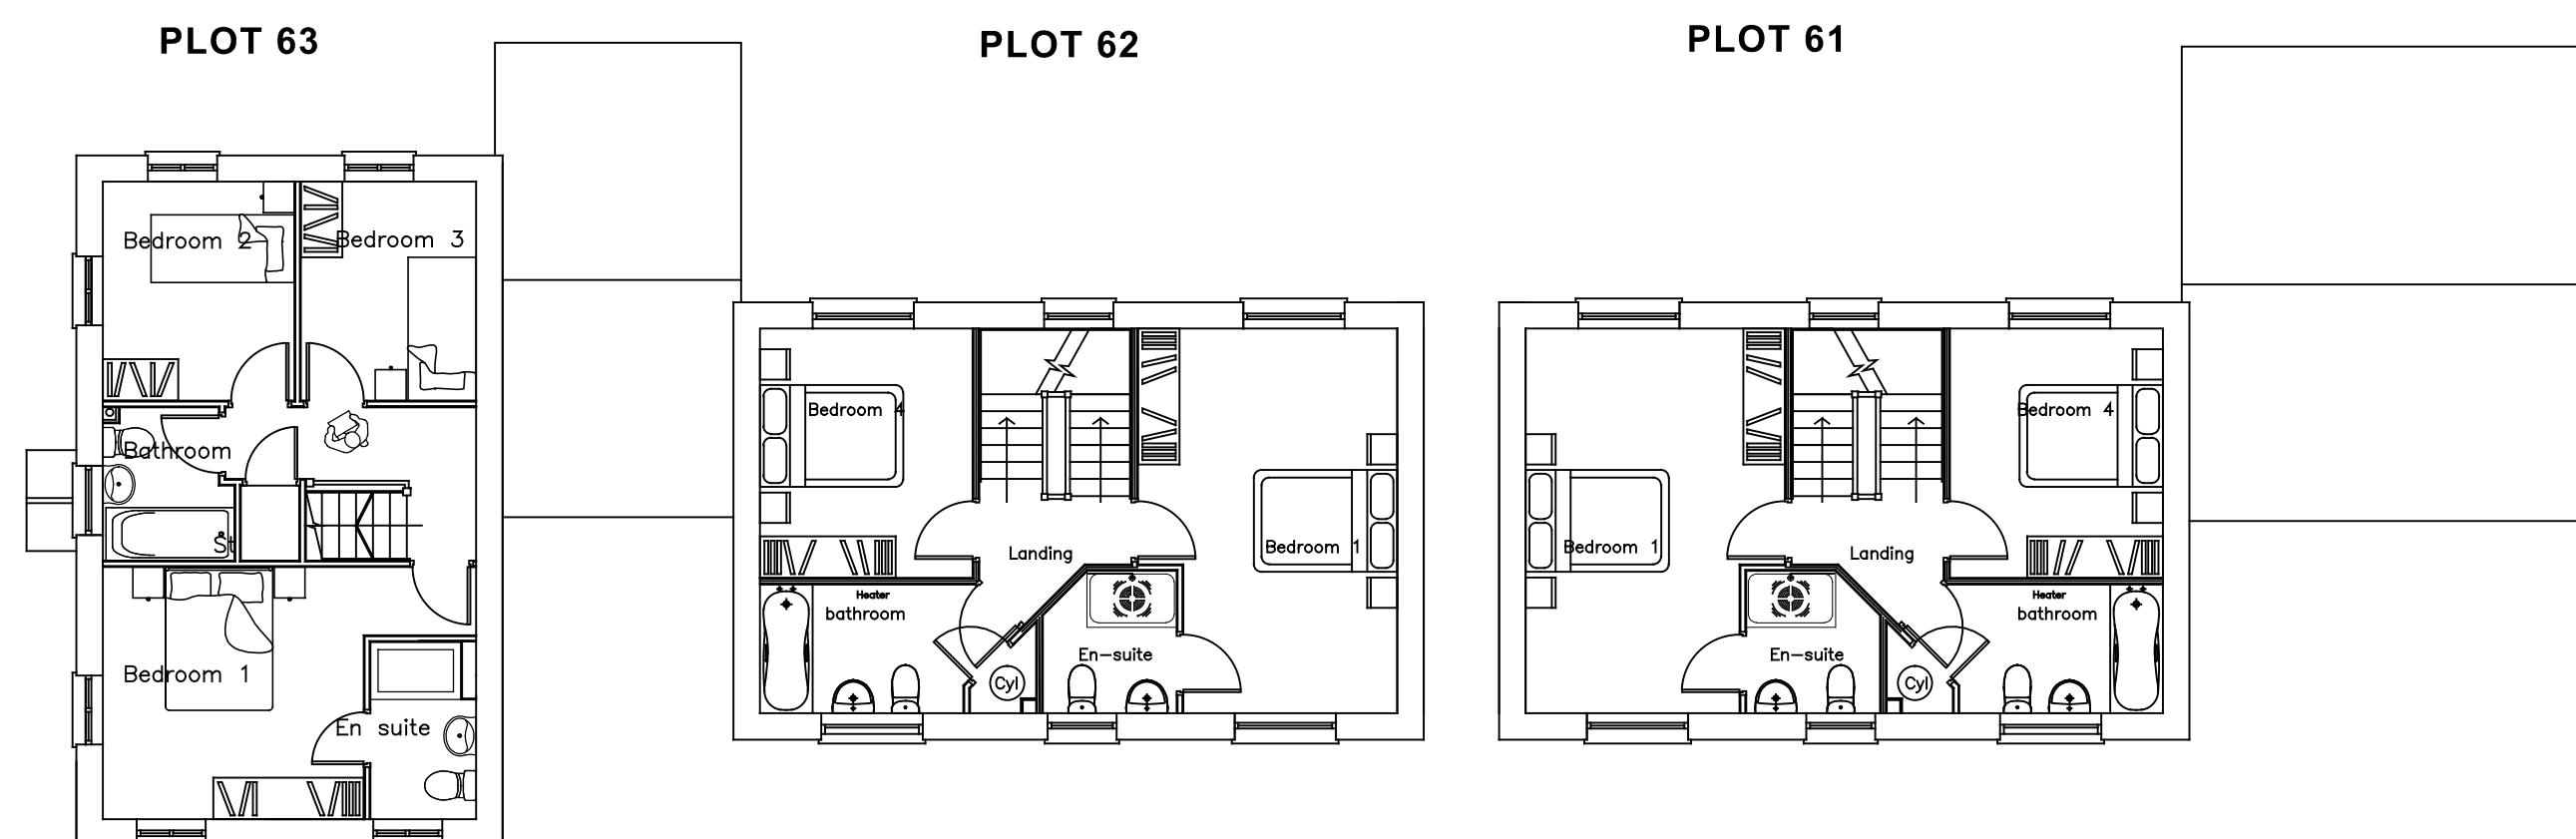 PLOT 63
PLOT 62
PLOT 61
Bedroom 2
Bedroom 3
Bathroom
St
Bedroom 1
En suite
Bedroom 4
Landing
Bedroom 1
Heater
bathroom
En-suite
Cyl
Bedroom 4
Bedroom 1
Landing
Heater
bathroom
En-suite
Cyl